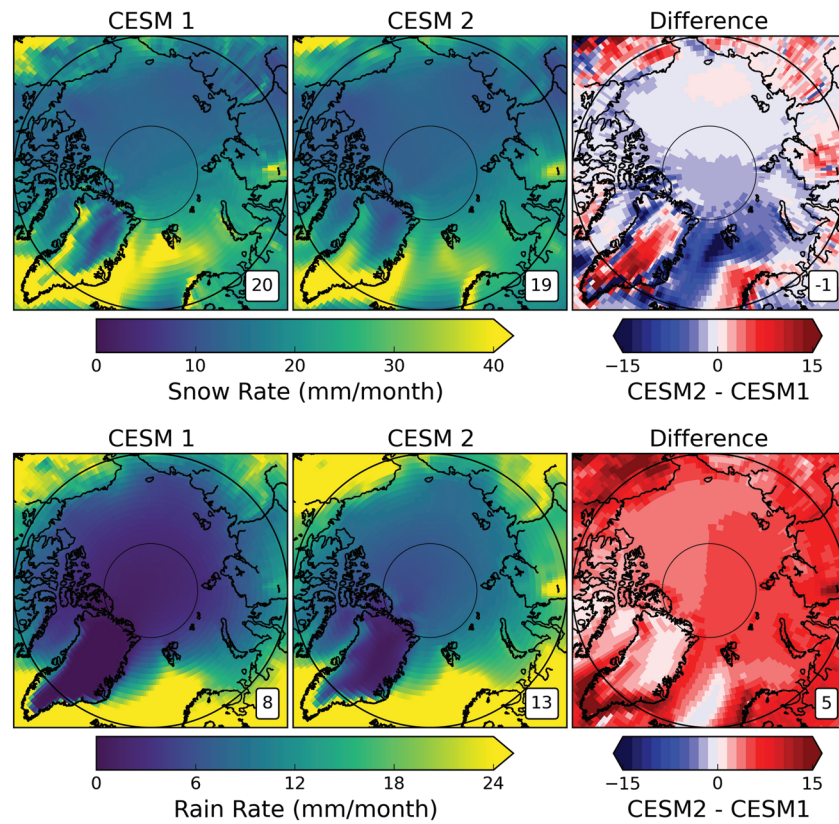 CESM 1 CESM 2 Difference
20 19 -1
0 10 20 30 40 −15 0 15
Snow Rate (mm/month) CESM2 - CESM1
CESM 1 CESM 2 Difference
8 13 5
0 6 12 18 24 −15 0 15
Rain Rate (mm/month) CESM2 - CESM1